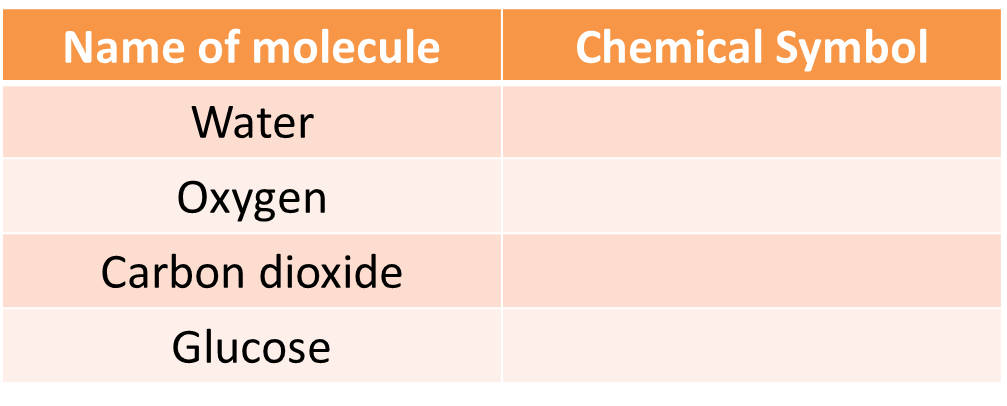 Name of molecule Chemical Symbol
Water
Oxygen
Carbon dioxide
Glucose